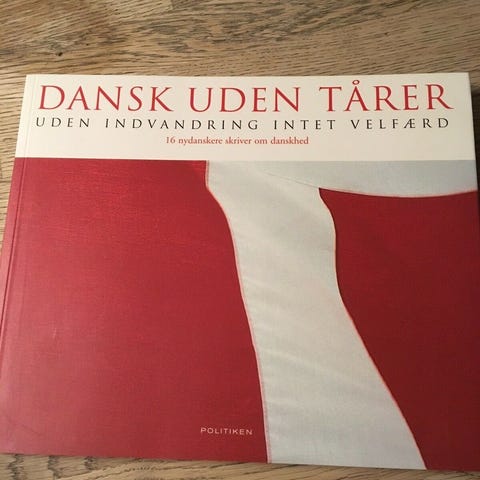 DANSK UDEN TÅRER
UDEN INDVANDRING INTET VELFÆRD
16 nydanskere skriver om danskhed
POLITIKEN